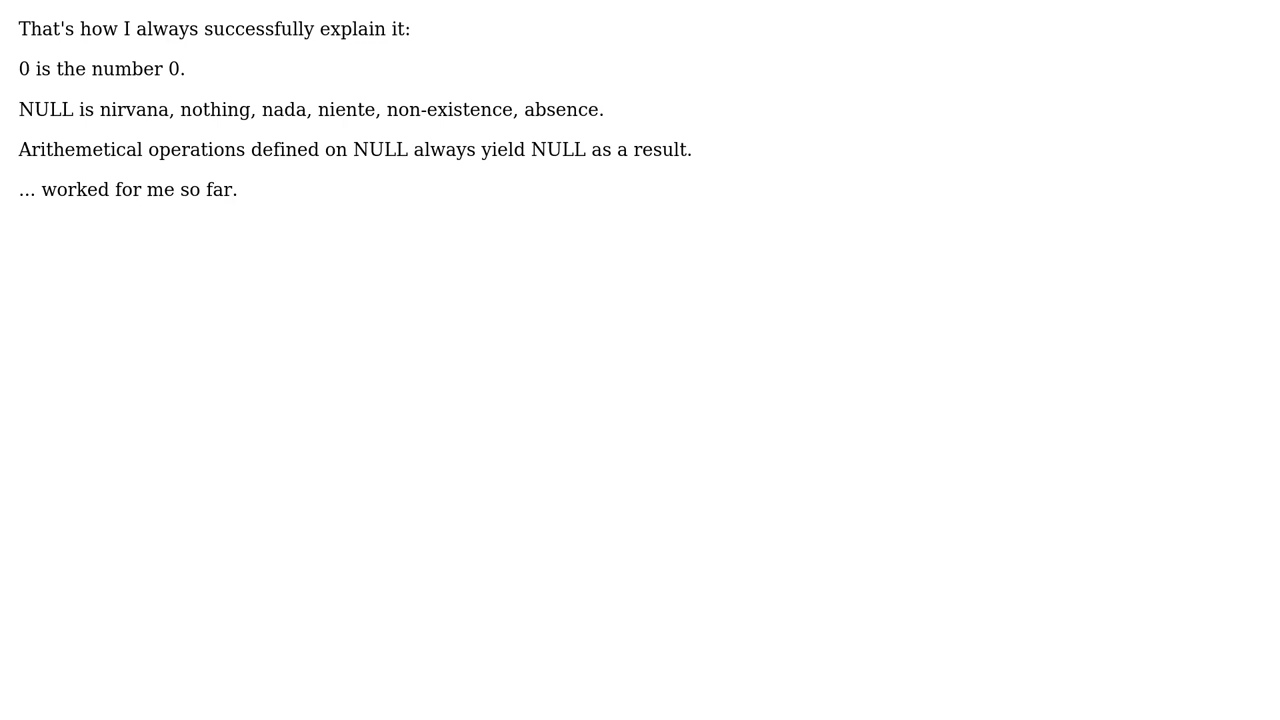 That's how I always successfully explain it:
0 is the number 0.
NULL is nirvana, nothing, nada, niente, non-existence, absence.
Arithemetical operations defined on NULL always yield NULL as a result.
... worked for me so far.